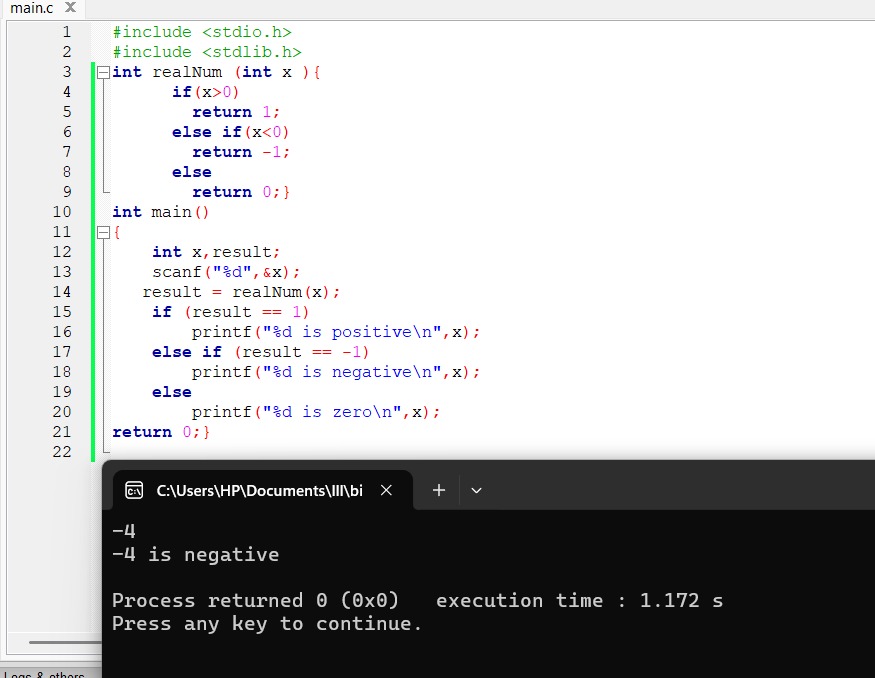 main.c X
1 #include <stdio.h>
2 #include <stdlib.h>
3 int realNum (int x ){
4 if(x>0)
5 return 1;
6 else if(x<0)
7 return -1;
8 else
9 return 0;}
10 int main()
11 {
12 int x,result;
13 scanf("%d",&x);
14 result = realNum(x);
15 if (result == 1)
16 printf("%d is positive\n",x);
17 else if (result == -1)
18 printf("%d is negative\n",x);
19 else
20 printf("%d is zero\n",x);
21 return 0;}
22
C:\Users\HP\Documents\III\bi
-4
-4 is negative
Process returned 0 (0x0)   execution time : 1.172 s
Press any key to continue.
Logs & others